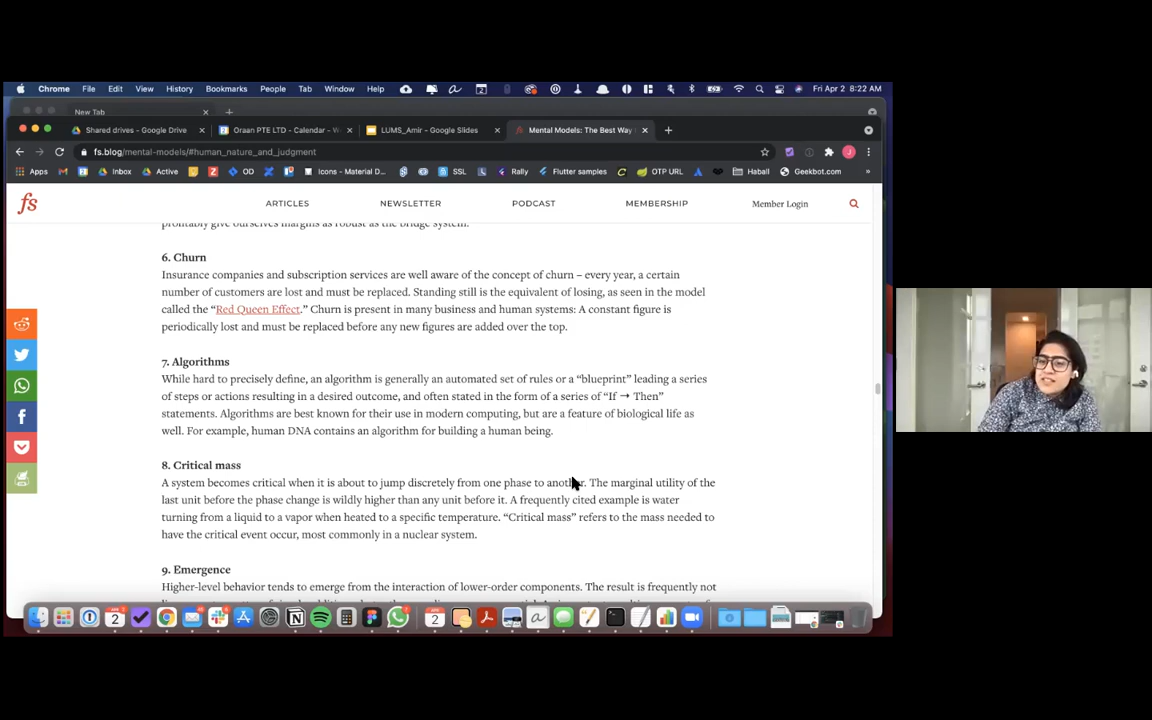 Chrome File Edit View History Bookmarks People Tab Window Help Fri Apr 2 8:22 AM
New Tab
Shared drives - Google Drive
Oraan PTE LTD - Calendar - W
LUMS_Amir - Google Slides
Mental Models: The Best Way
fs.blog/mental-models/#human_nature_and_judgment
Apps Inbox Active OD Icons - Material D... SSL Rally Flutter samples OTP URL Haball Geekbot.com »
fs ARTICLES NEWSLETTER PODCAST MEMBERSHIP Member Login
profitably give ourselves margins as robust as the bridge system.
6. Churn
Insurance companies and subscription services are well aware of the concept of churn – every year, a certain
number of customers are lost and must be replaced. Standing still is the equivalent of losing, as seen in the model
called the “Red Queen Effect.” Churn is present in many business and human systems: A constant figure is
periodically lost and must be replaced before any new figures are added over the top.
7. Algorithms
While hard to precisely define, an algorithm is generally an automated set of rules or a “blueprint” leading a series
of steps or actions resulting in a desired outcome, and often stated in the form of a series of “If → Then”
statements. Algorithms are best known for their use in modern computing, but are a feature of biological life as
well. For example, human DNA contains an algorithm for building a human being.
8. Critical mass
A system becomes critical when it is about to jump discretely from one phase to another. The marginal utility of the
last unit before the phase change is wildly higher than any unit before it. A frequently cited example is water
turning from a liquid to a vapor when heated to a specific temperature. “Critical mass” refers to the mass needed to
have the critical event occur, most commonly in a nuclear system.
9. Emergence
Higher-level behavior tends to emerge from the interaction of lower-order components. The result is frequently not